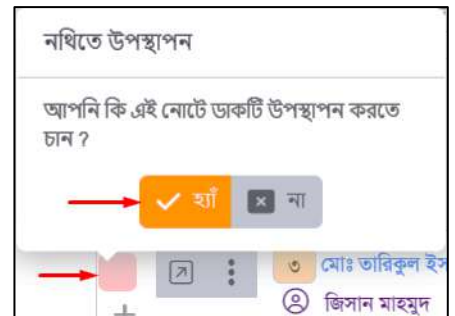 নথিতে উপস্থাপন
আপনি কি এই নোটে ডাকটি উপস্থাপন করতে
চান ?
হ্যাঁ না
৩ মোঃ তারিকুল ইস
জিসান মাহমুদ